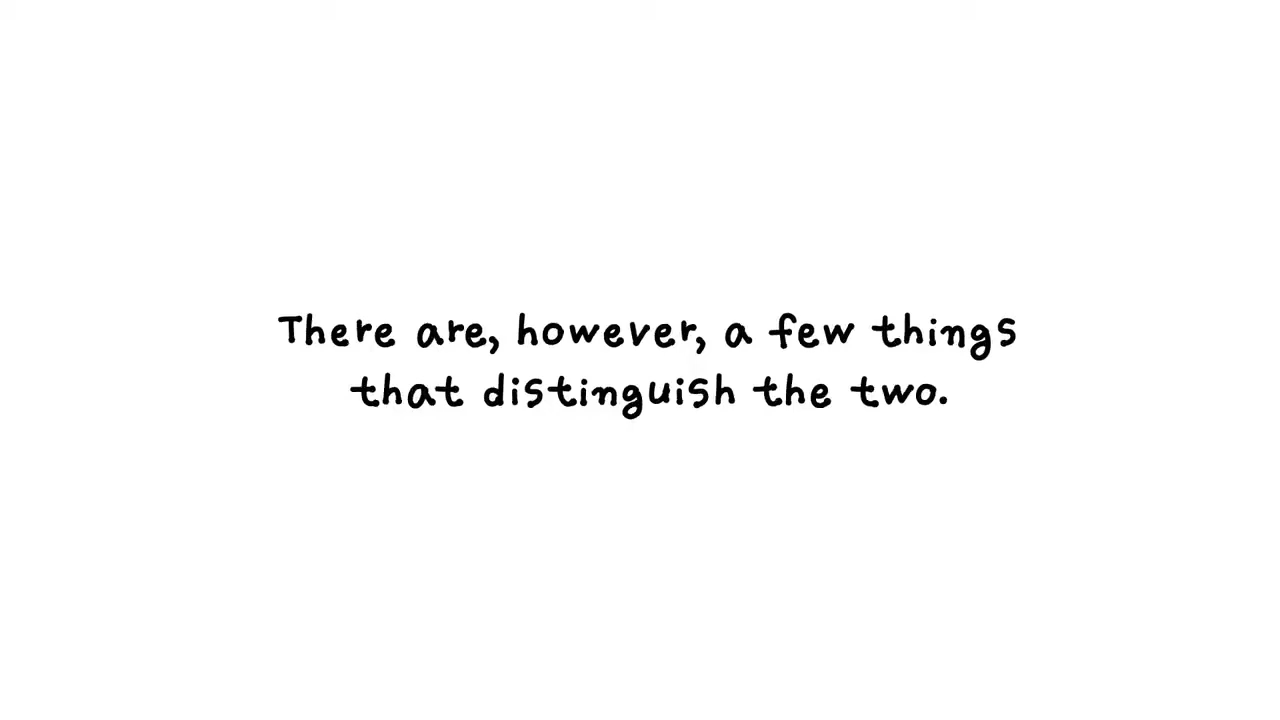 There are, however, a few things
that distinguish the two.